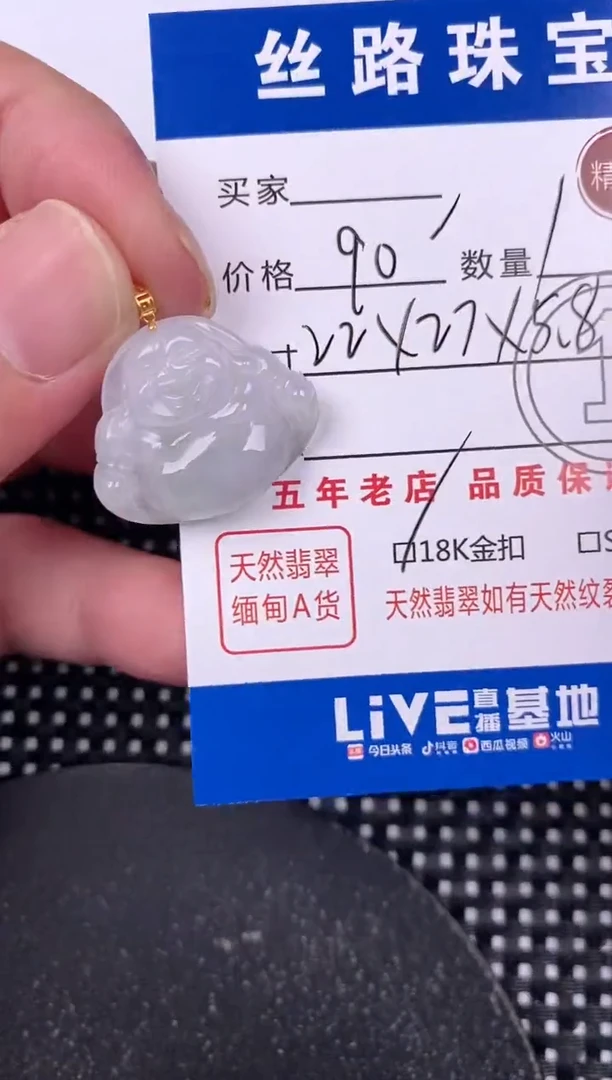 丝路珠宝
买家
价格 90 数量
22X27X5.8
五年老店 品质保
天然翡翠
缅甸A货
18K金扣
天然翡翠如有天然纹裂
LiVE直播基地
今日头条 抖音 西瓜视频 火山